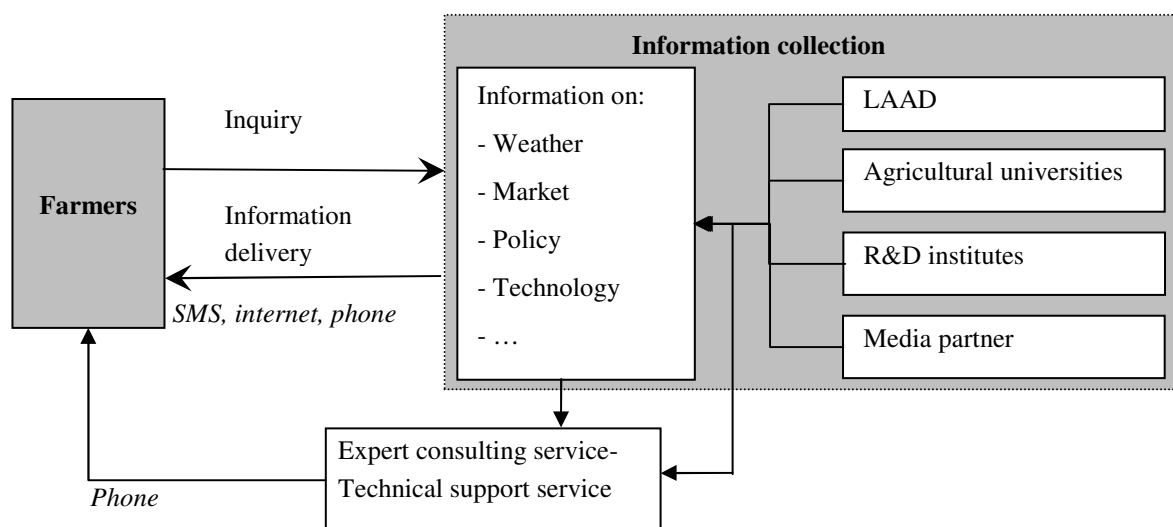 Information collection
Farmers
Inquiry
Information
delivery
SMS, internet, phone
Information on:
- Weather
- Market
- Policy
- Technology
- …
LAAD
Agricultural universities
R&D institutes
Media partner
Expert consulting service-
Technical support service
Phone